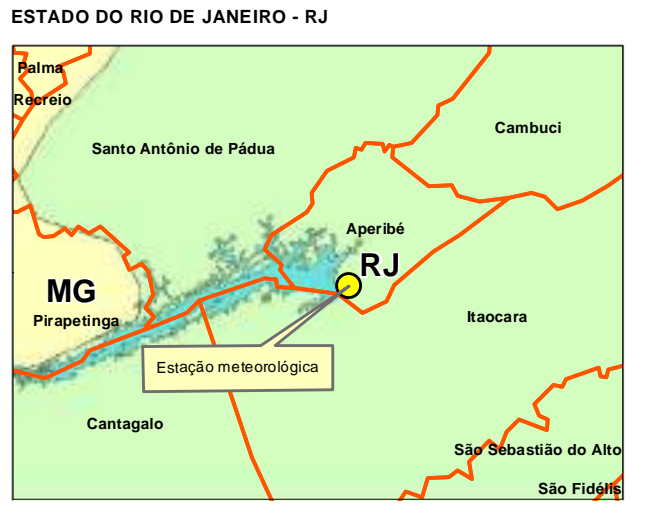 ESTADO DO RIO DE JANEIRO - RJ
Palma
Recreio
Cambuci
Santo Antônio de Pádua
Aperibé
RJ
MG
Pirapetinga
Itaocara
Estação meteorológica
Cantagalo
São Sebastião do Alto
São Fidélis